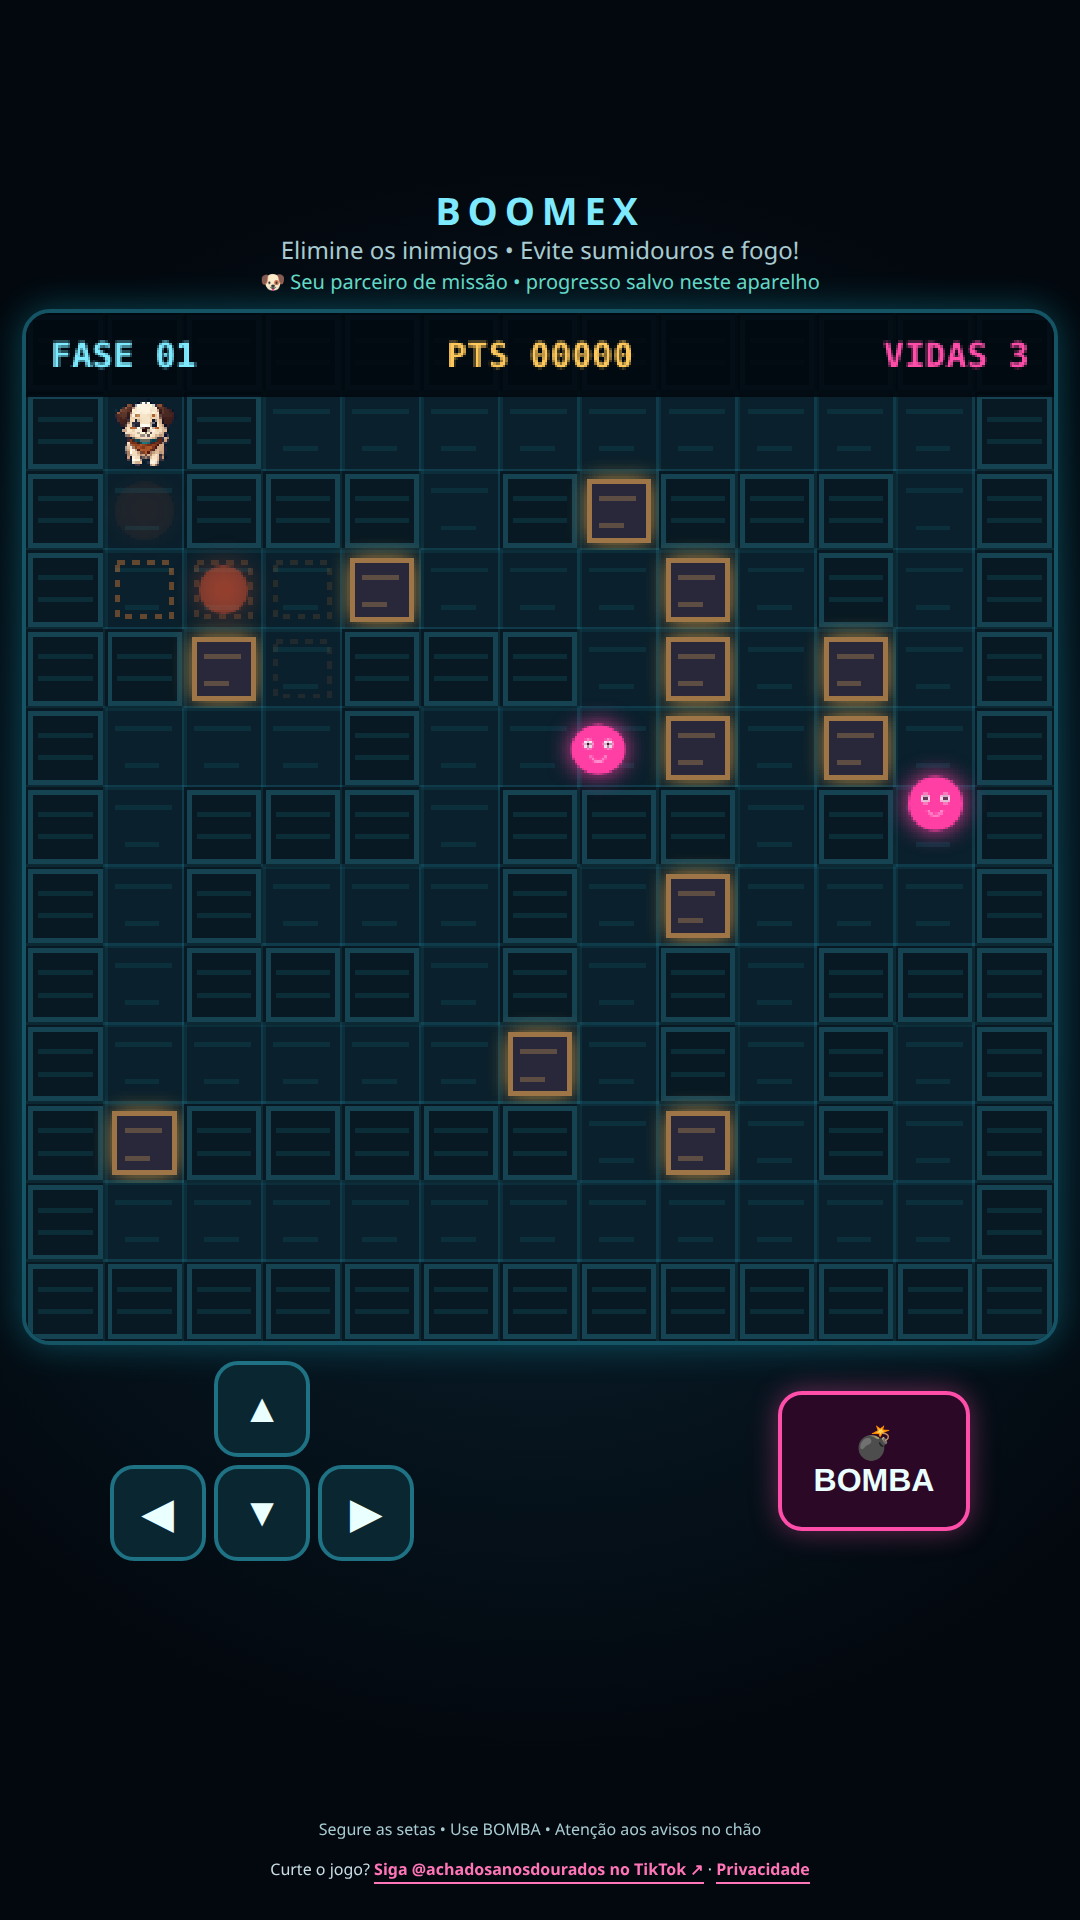 BOOMEX
Elimine os inimigos • Evite sumidouros e fogo!
🐶 Seu parceiro de missão • progresso salvo neste aparelho
FASE 01 PTS 00000 VIDAS 3
▲
◀ ▼ ▶
💣
BOMBA
Segure as setas • Use BOMBA • Atenção aos avisos no chão
Curte o jogo? Siga @achadosanosdourados no TikTok ↗ · Privacidade